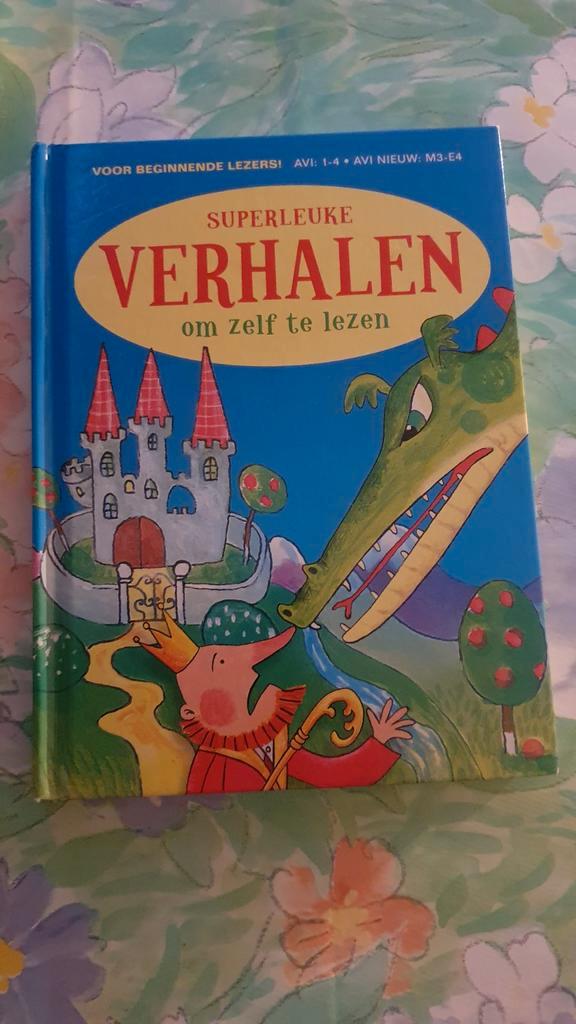 VOOR BEGINNENDE LEZERS! AVI: 1-4 • AVI NIEUW: M3-E4
SUPERLEUKE
VERHALEN
om zelf te lezen